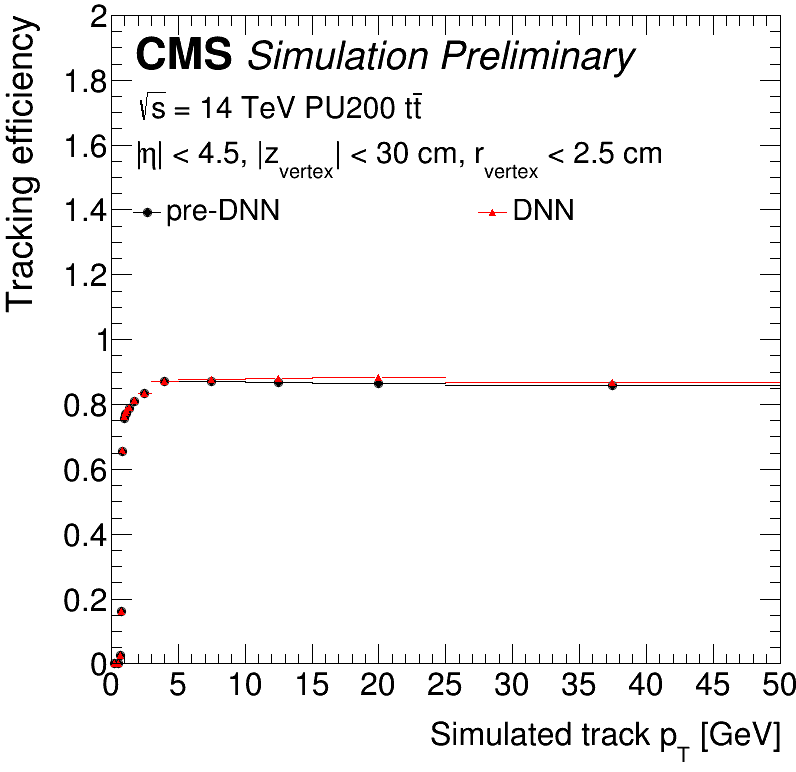 CMS Simulation Preliminary
√s = 14 TeV PU200 tt̄
|η| < 4.5, |z_vertex| < 30 cm, r_vertex < 2.5 cm
pre-DNN DNN
Tracking efficiency
2
1.8
1.6
1.4
1.2
1
0.8
0.6
0.4
0.2
0
0 5 10 15 20 25 30 35 40 45 50
Simulated track p_T [GeV]